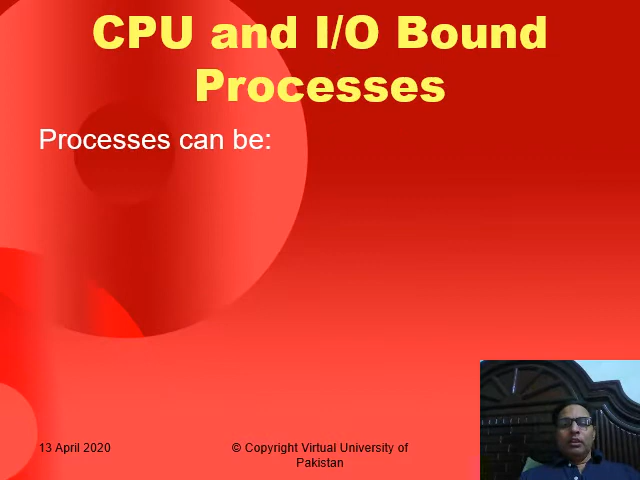 CPU and I/O Bound
Processes
Processes can be:
13 April 2020
© Copyright Virtual University of
Pakistan